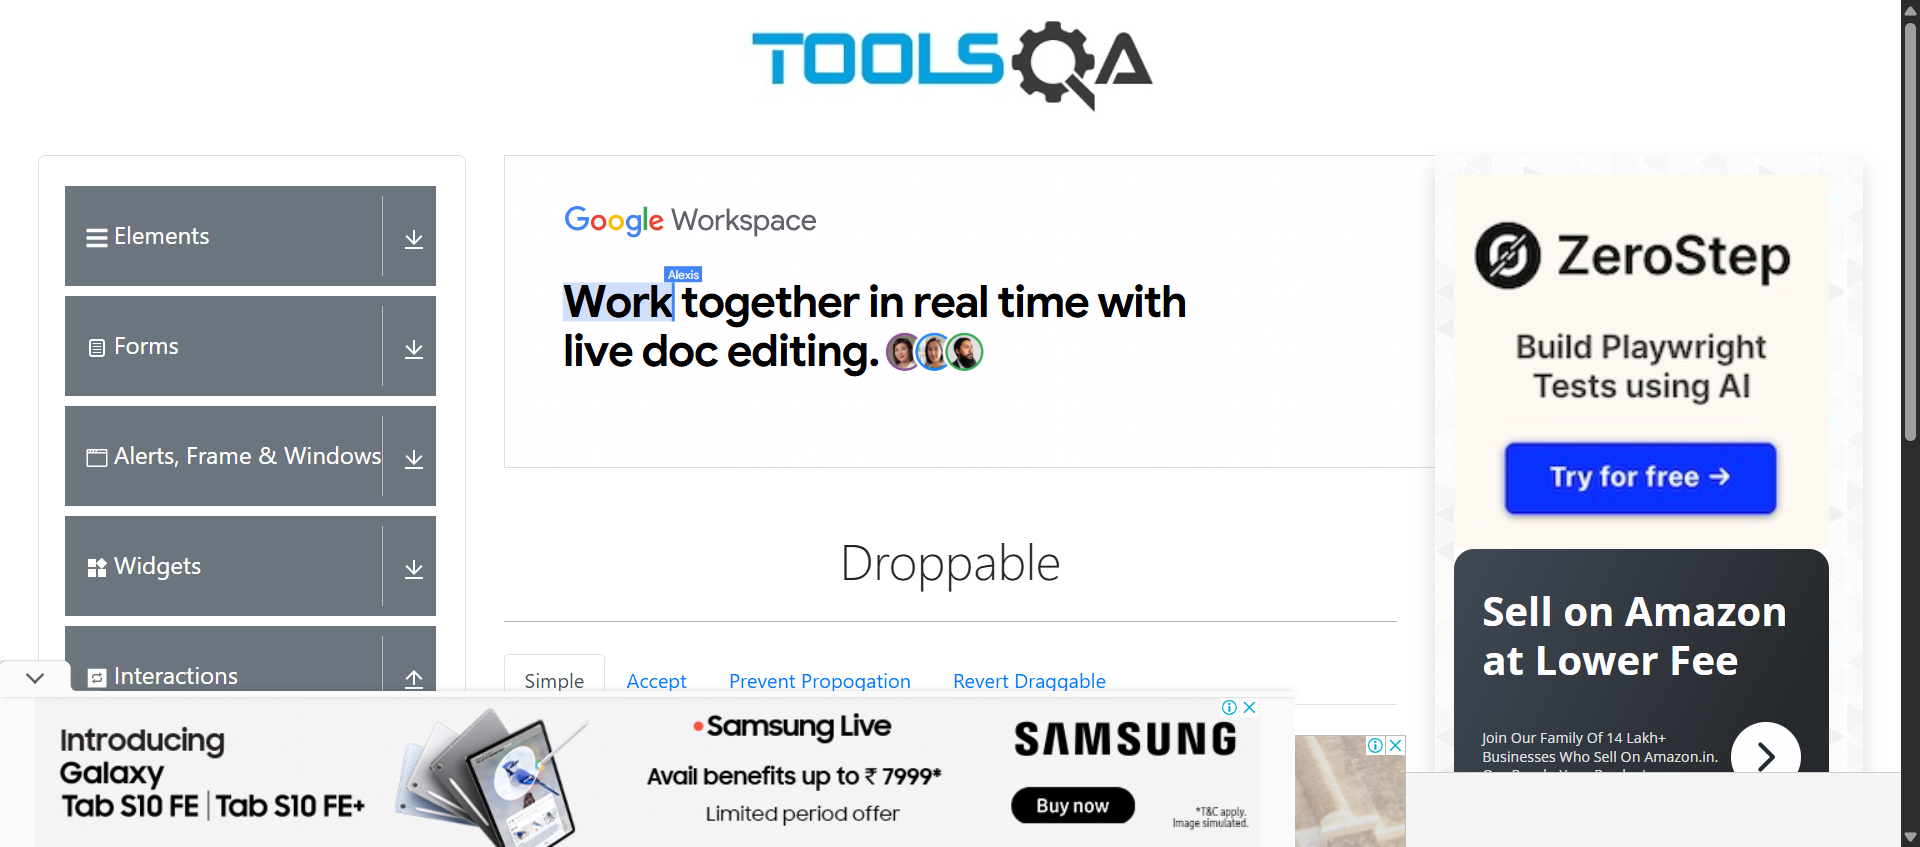 TOOLSQA
Elements
Forms
Alerts, Frame & Windows
Widgets
Interactions
Google Workspace
Alexis
Work together in real time with
live doc editing.
Droppable
Simple
Accept
Prevent Propogation
Revert Draggable
ZeroStep
Build Playwright
Tests using AI
Try for free →
Sell on Amazon
at Lower Fee
Join Our Family Of 14 Lakh+
Businesses Who Sell On Amazon.in.
Introducing
Galaxy
Tab S10 FE | Tab S10 FE+
Samsung Live
Avail benefits up to ₹ 7999*
Limited period offer
SAMSUNG
Buy now
*T&C apply.
Image simulated.